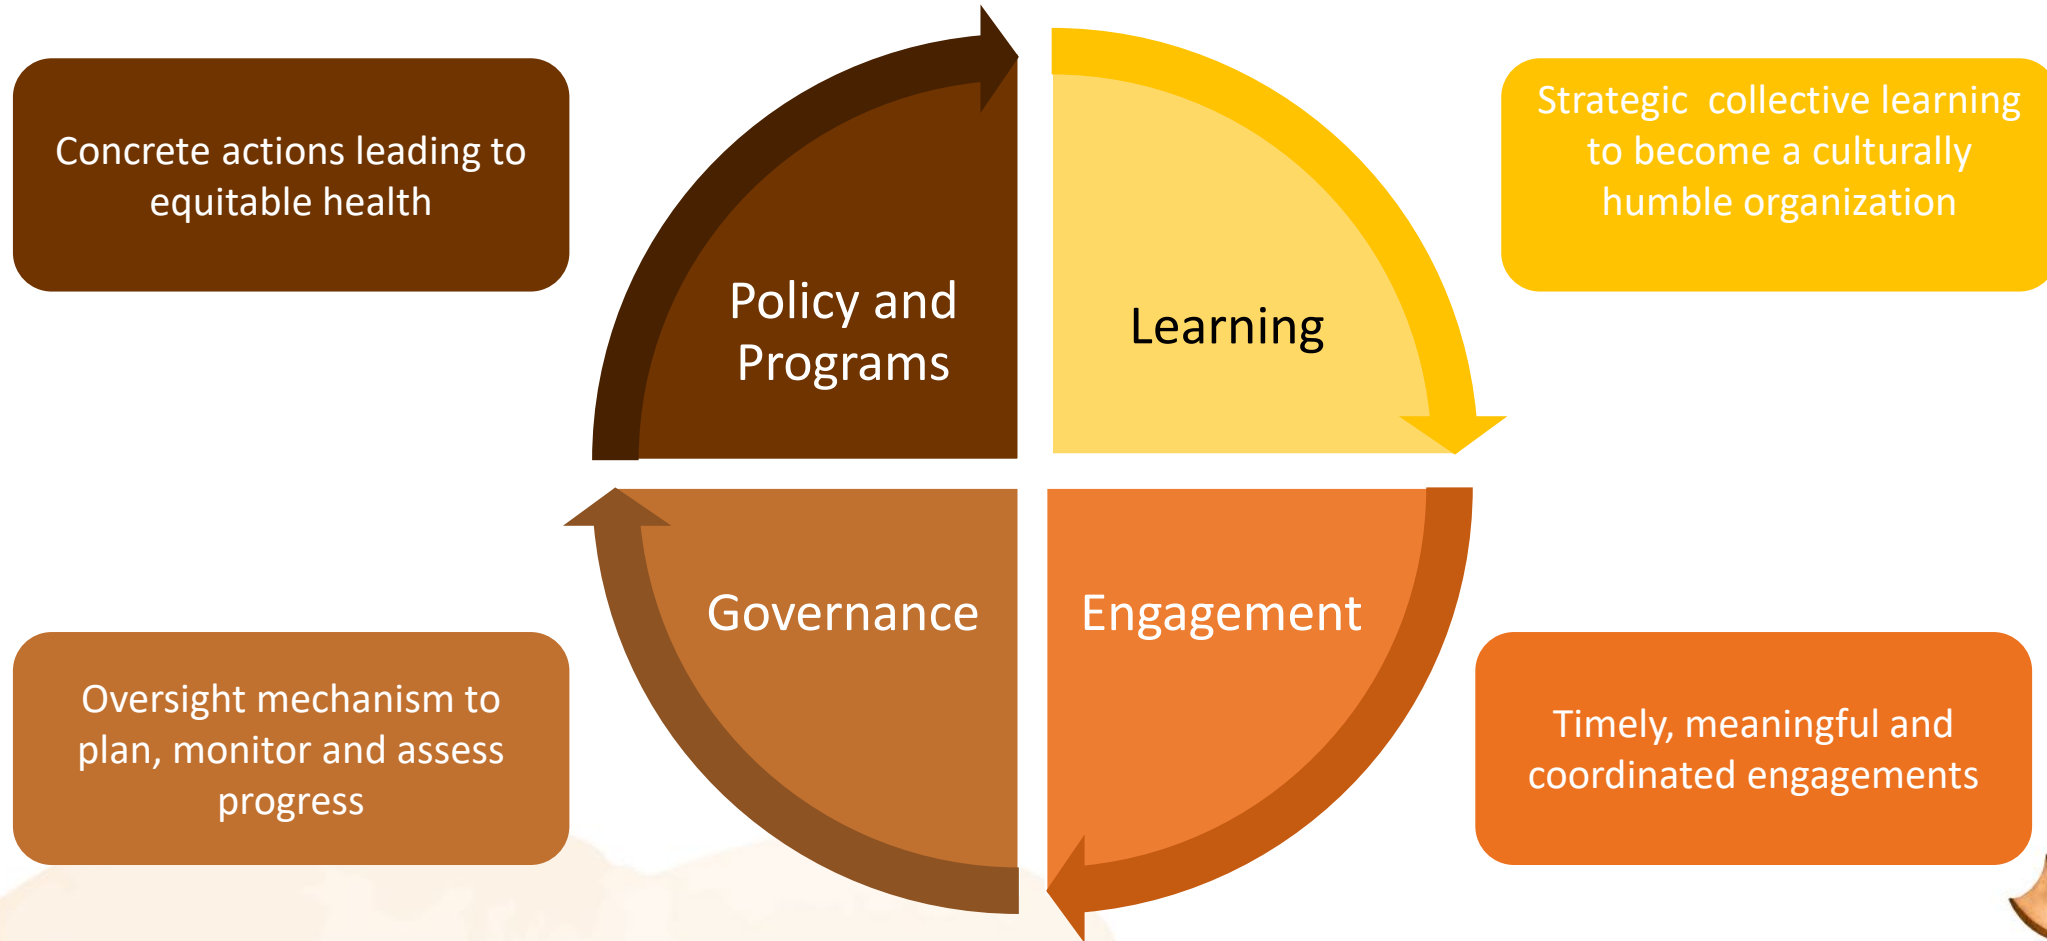 Concrete actions leading to
equitable health
Policy and
Programs
Learning
Strategic  collective learning
to become a culturally
humble organization
Oversight mechanism to
plan, monitor and assess
progress
Governance
Engagement
Timely, meaningful and
coordinated engagements